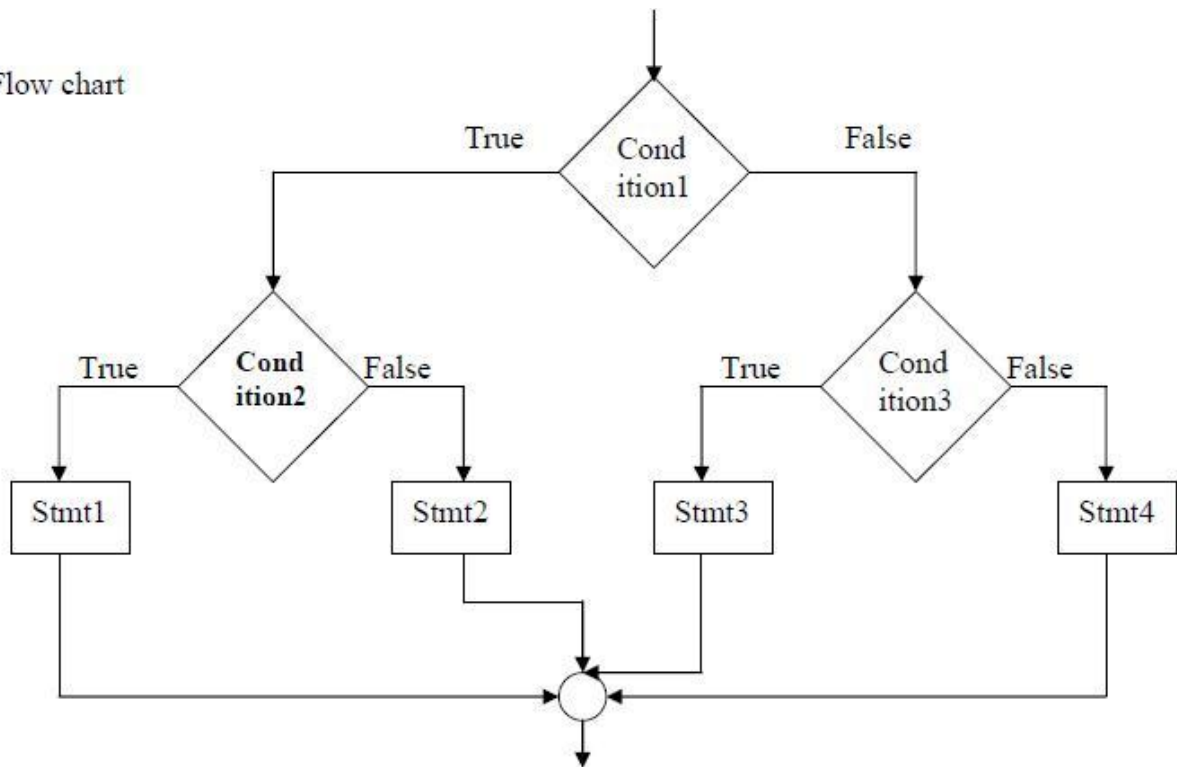 Flow chart
True
Cond
ition1
False
True
Cond
ition2
False
True
Cond
ition3
False
Stmt1
Stmt2
Stmt3
Stmt4